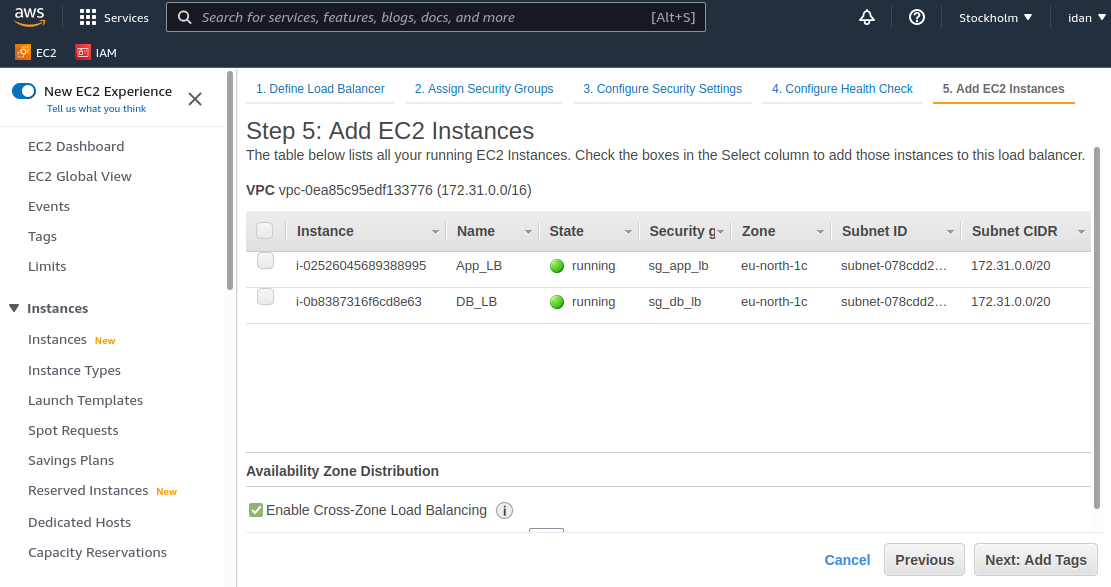 aws Services Search for services, features, blogs, docs, and more [Alt+S] Stockholm idan
EC2 IAM
New EC2 Experience
Tell us what you think
EC2 Dashboard
EC2 Global View
Events
Tags
Limits
Instances
Instances New
Instance Types
Launch Templates
Spot Requests
Savings Plans
Reserved Instances New
Dedicated Hosts
Capacity Reservations
1. Define Load Balancer 2. Assign Security Groups 3. Configure Security Settings 4. Configure Health Check 5. Add EC2 Instances
Step 5: Add EC2 Instances
The table below lists all your running EC2 Instances. Check the boxes in the Select column to add those instances to this load balancer.
VPC vpc-0ea85c95edf133776 (172.31.0.0/16)
Instance Name State Security g Zone Subnet ID Subnet CIDR
i-02526045689388995 App_LB running sg_app_lb eu-north-1c subnet-078cdd2… 172.31.0.0/20
i-0b8387316f6cd8e63 DB_LB running sg_db_lb eu-north-1c subnet-078cdd2… 172.31.0.0/20
Availability Zone Distribution
Enable Cross-Zone Load Balancing i
Cancel Previous Next: Add Tags